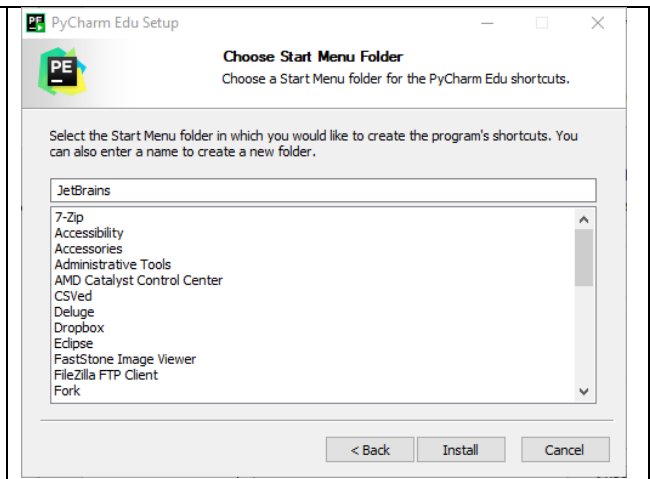 PyCharm Edu Setup
PE
Choose Start Menu Folder
Choose a Start Menu folder for the PyCharm Edu shortcuts.
Select the Start Menu folder in which you would like to create the program's shortcuts. You
can also enter a name to create a new folder.
JetBrains
7-Zip
Accessibility
Accessories
Administrative Tools
AMD Catalyst Control Center
CSVed
Deluge
Dropbox
Eclipse
FastStone Image Viewer
FileZilla FTP Client
Fork
< Back
Install
Cancel